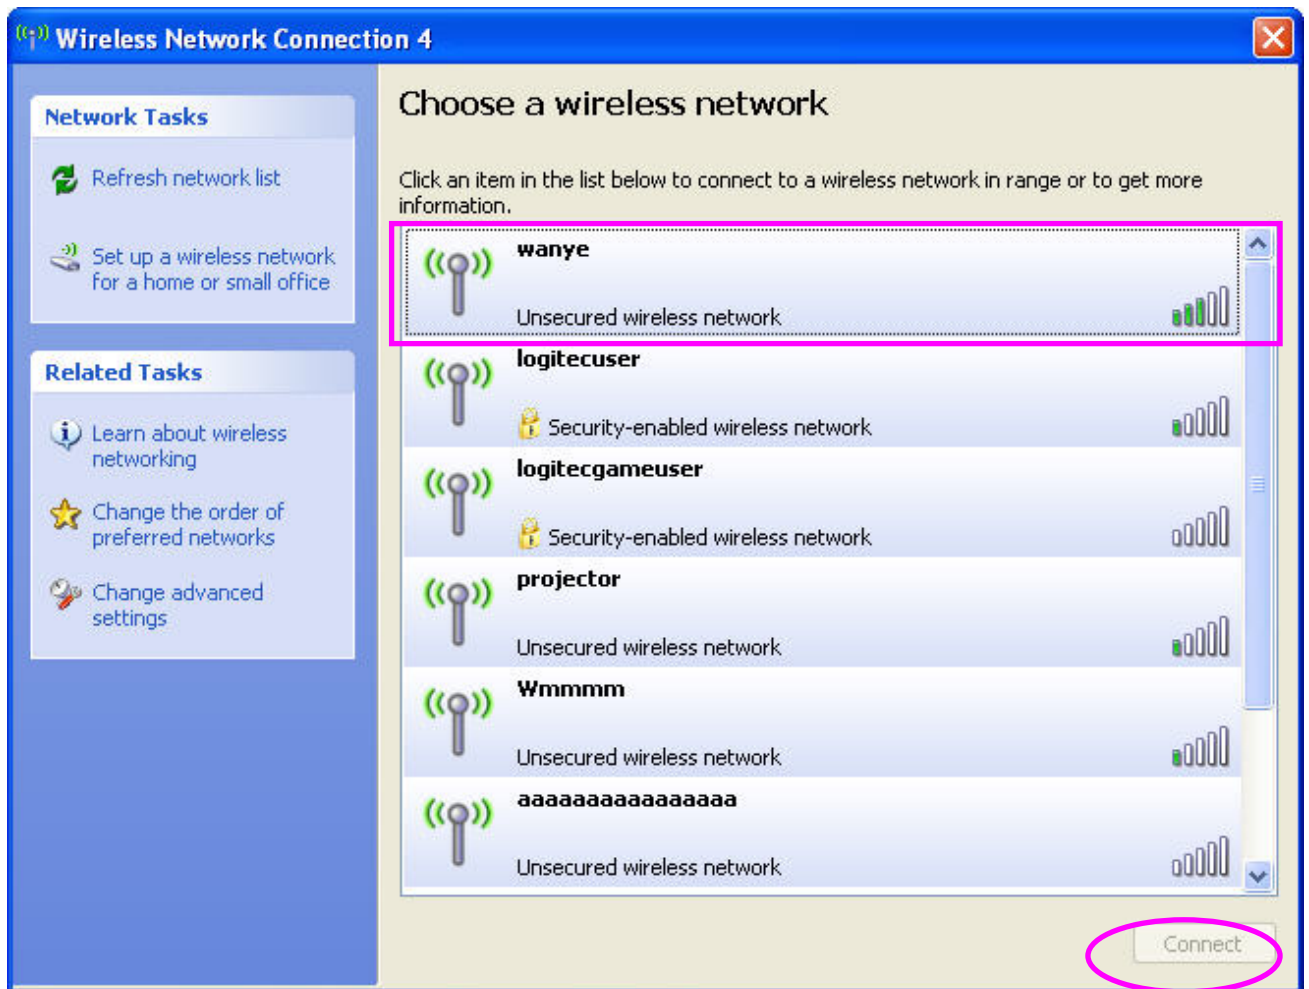 Wireless Network Connection 4
Network Tasks
Refresh network list
Set up a wireless network
for a home or small office
Related Tasks
Learn about wireless
networking
Change the order of
preferred networks
Change advanced
settings
Choose a wireless network
Click an item in the list below to connect to a wireless network in range or to get more
information.
wanye
Unsecured wireless network
logitecuser
Security-enabled wireless network
logitecgameuser
Security-enabled wireless network
projector
Unsecured wireless network
Wmmmm
Unsecured wireless network
aaaaaaaaaaaaaaaa
Unsecured wireless network
Connect